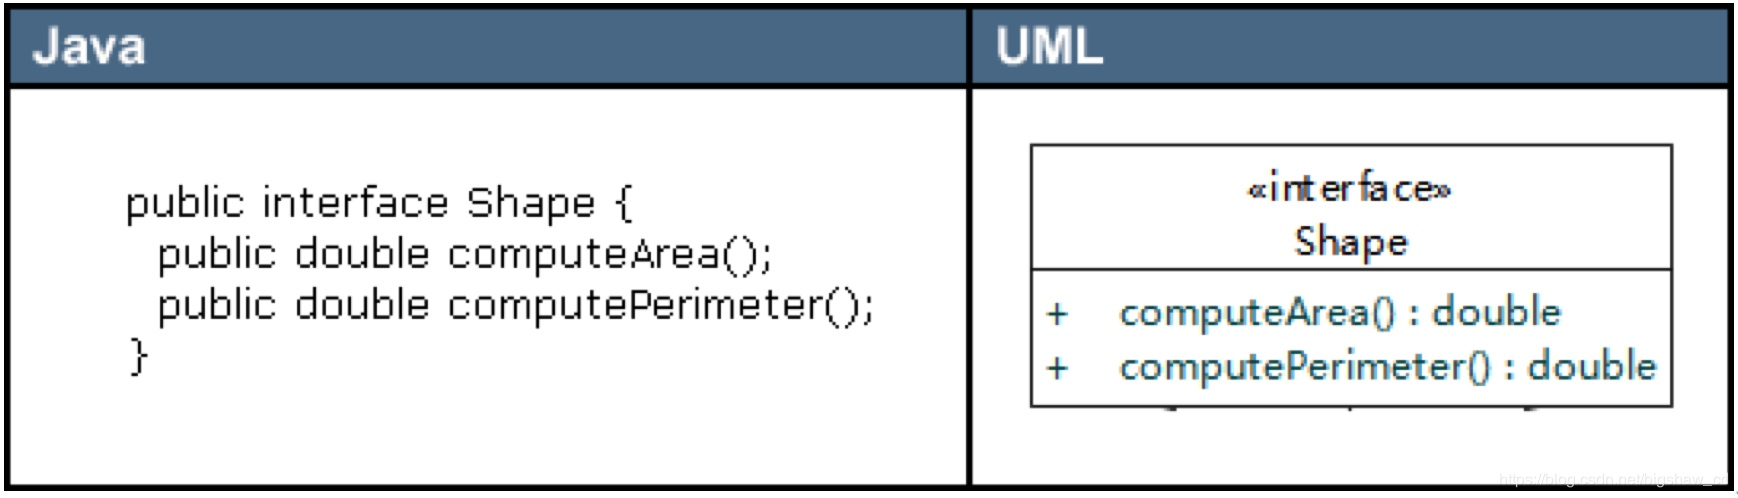 Java
UML
public interface Shape {
public double computeArea();
public double computePerimeter();
}
«interface»
Shape
+ computeArea() : double
+ computePerimeter() : double